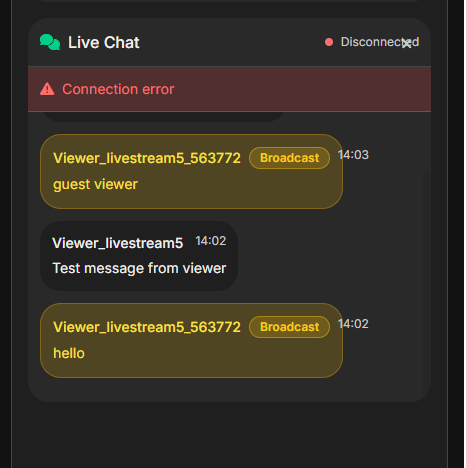 Live Chat
Disconnected
Connection error
Viewer_livestream5_563772 Broadcast 14:03
guest viewer
Viewer_livestream5 14:02
Test message from viewer
Viewer_livestream5_563772 Broadcast 14:02
hello